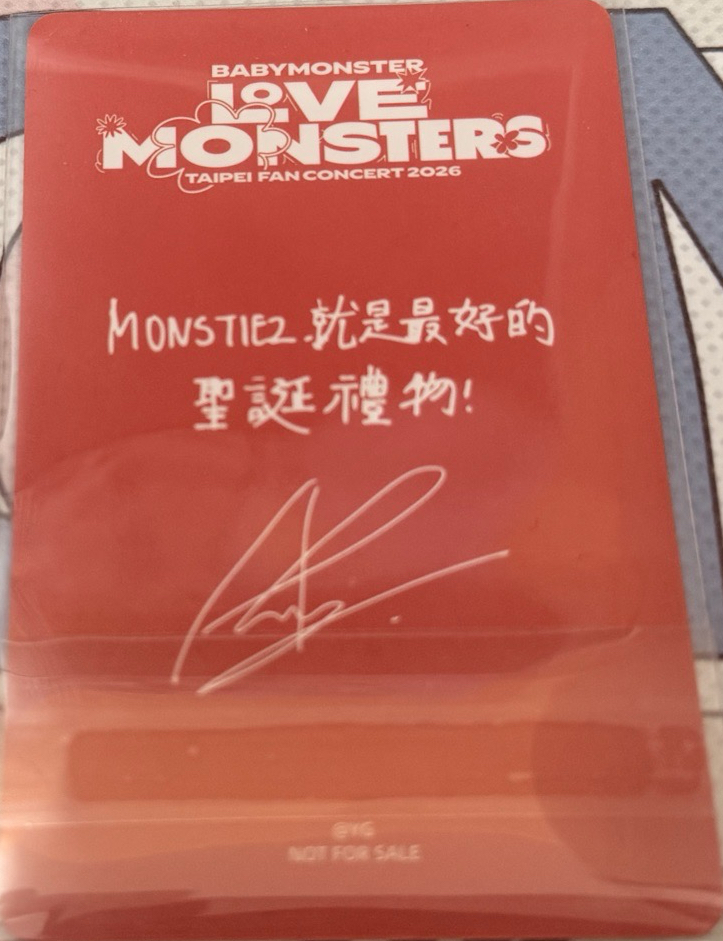 BABYMONSTER
LOVE
MONSTERS
TAIPEI FAN CONCERT 2026
MONSTIEZ 就是最好的
聖誕禮物!
©YG
NOT FOR SALE